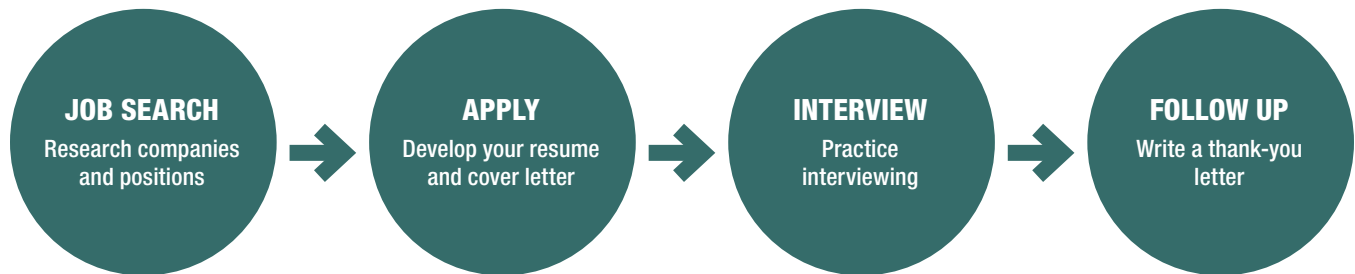 JOB SEARCH
Research companies
and positions
APPLY
Develop your resume
and cover letter
INTERVIEW
Practice
interviewing
FOLLOW UP
Write a thank-you
letter